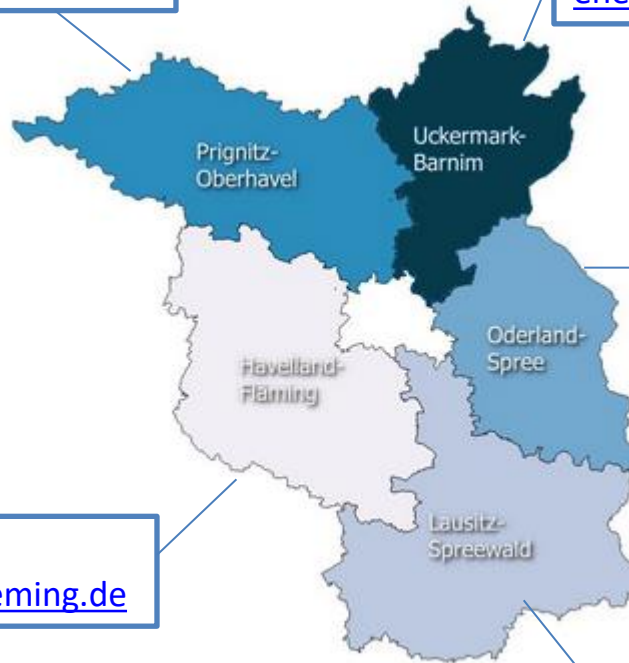 Prignitz-
Oberhavel
Uckermark-
Barnim
Oderland-
Spree
Havelland-
Fläming
eming.de
Lausitz-
Spreewald